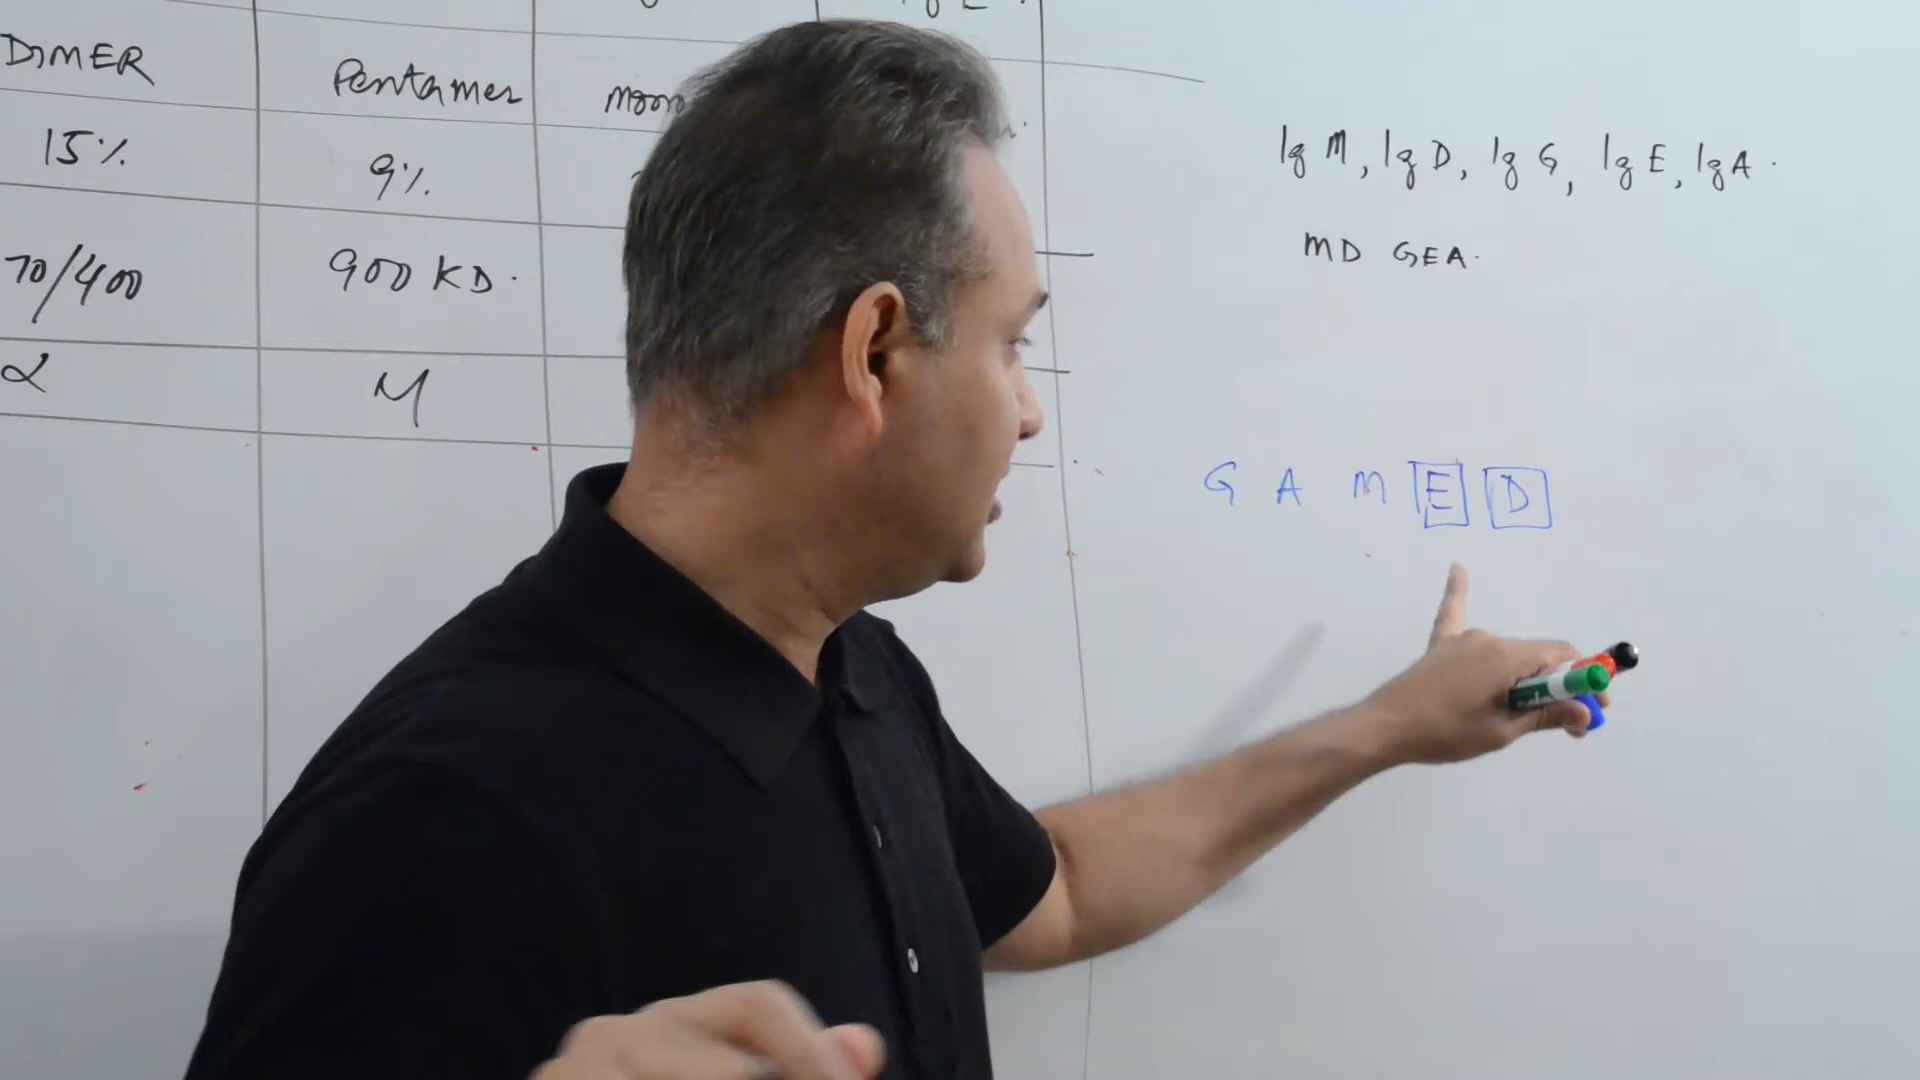 DIMER Pentamer
15% 9%
70/400 900 KD.
α M
Ig M, Ig D, Ig G, Ig E, Ig A.
MD GEA.
G A M E D